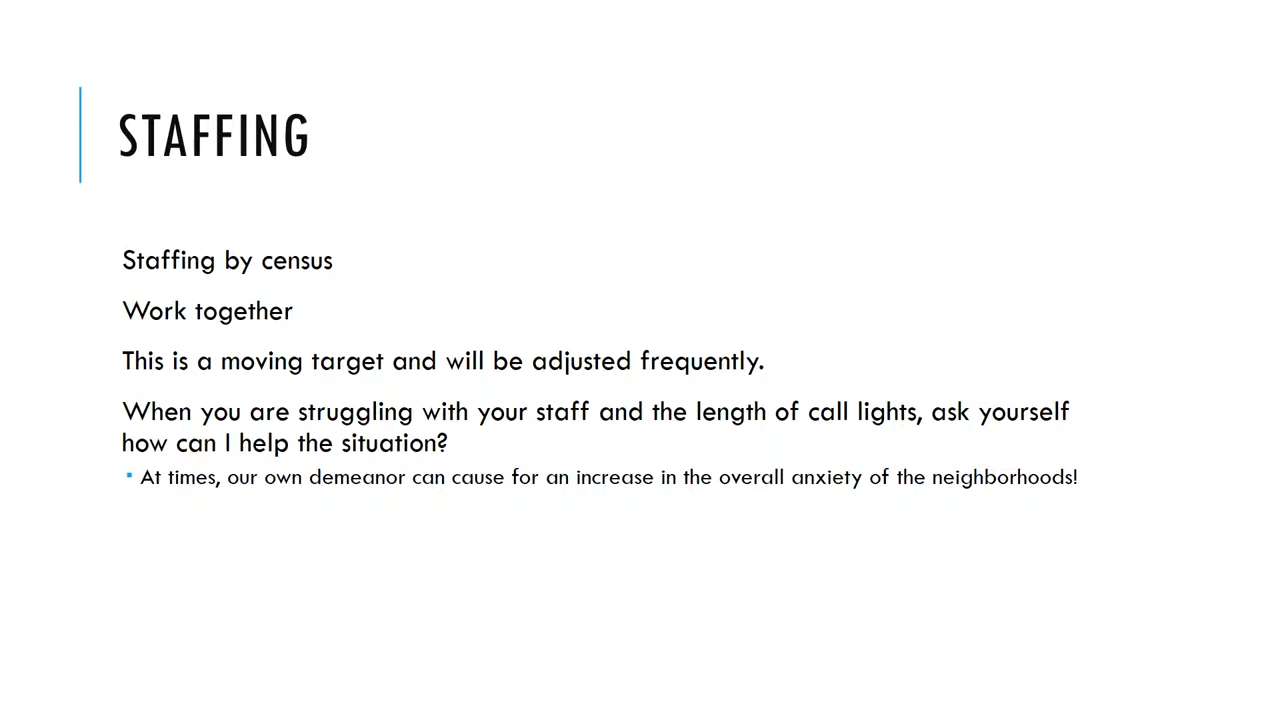 STAFFING
Staffing by census
Work together
This is a moving target and will be adjusted frequently.
When you are struggling with your staff and the length of call lights, ask yourself
how can I help the situation?
At times, our own demeanor can cause for an increase in the overall anxiety of the neighborhoods!